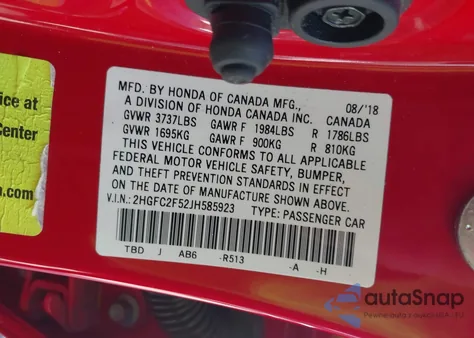 ice at
Center
n.com
MFD. BY HONDA OF CANADA MFG., 08/'18
A DIVISION OF HONDA CANADA INC. CANADA
GVWR 3737LBS GAWR F 1984LBS R 1786LBS
GVWR 1695KG GAWR F 900KG R 810KG
THIS VEHICLE CONFORMS TO ALL APPLICABLE
FEDERAL MOTOR VEHICLE SAFETY, BUMPER,
AND THEFT PREVENTION STANDARDS IN EFFECT
ON THE DATE OF MANUFACTURE SHOWN ABOVE.
V.I.N.: 2HGFC2F52JH585923 TYPE: PASSENGER CAR
TBD J AB6 -R513 -A -H
autoSnap